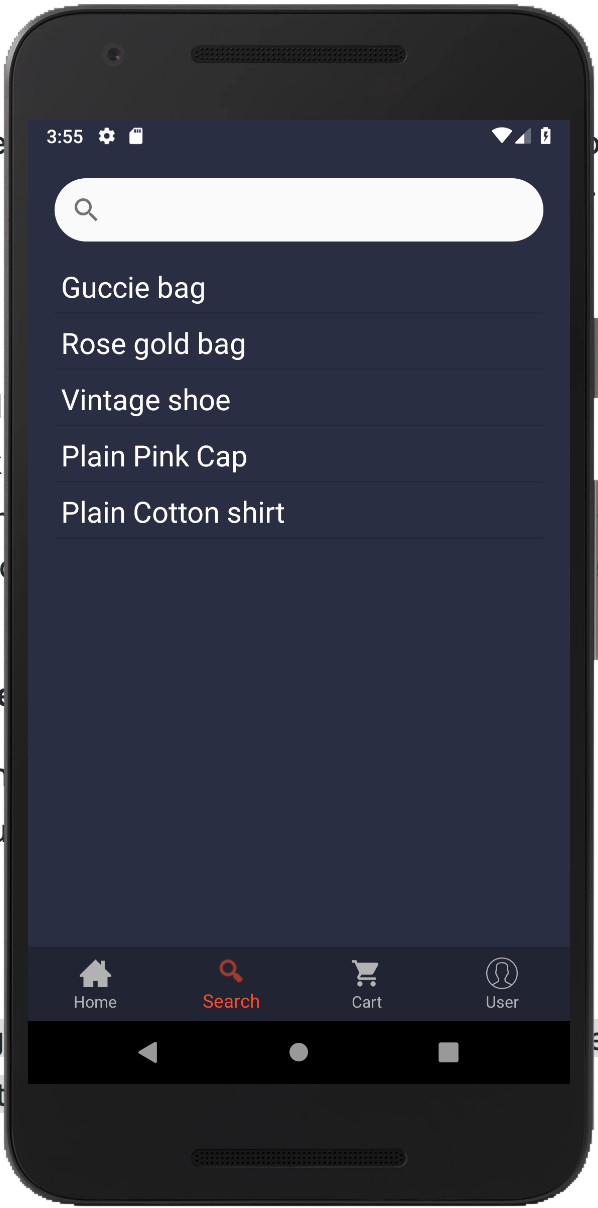 3:55
Guccie bag
Rose gold bag
Vintage shoe
Plain Pink Cap
Plain Cotton shirt
Home Search Cart User